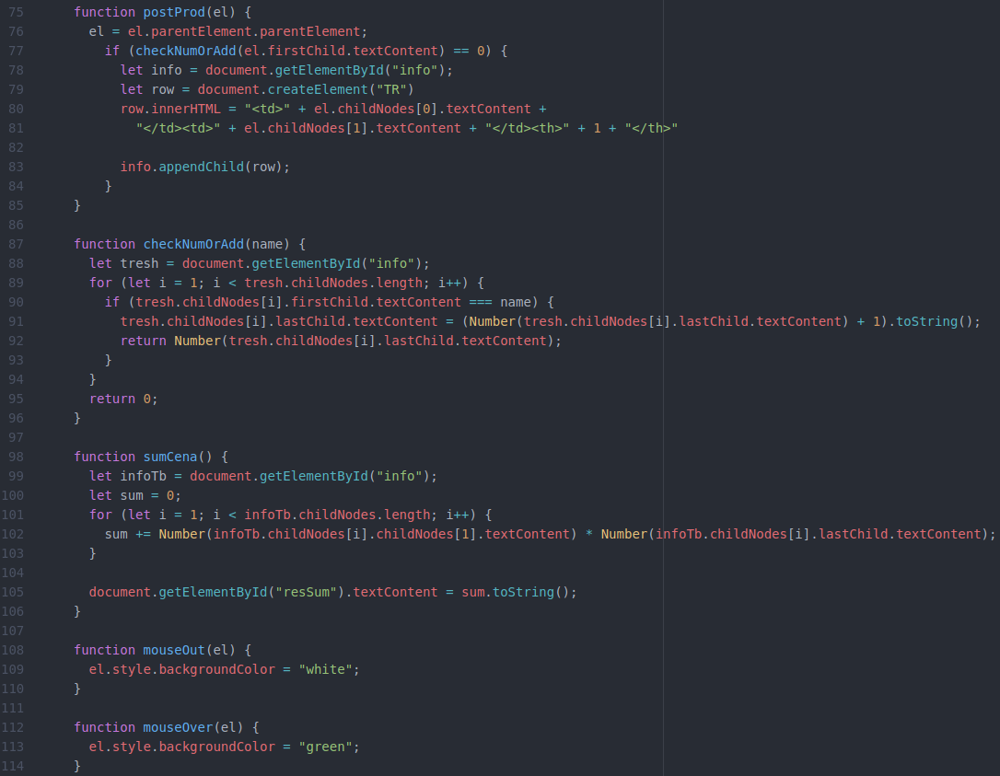 75 function postProd(el) {
76 el = el.parentElement.parentElement;
77 if (checkNumOrAdd(el.firstChild.textContent) == 0) {
78 let info = document.getElementById("info");
79 let row = document.createElement("TR")
80 row.innerHTML = "<td>" + el.childNodes[0].textContent +
81 "</td><td>" + el.childNodes[1].textContent + "</td><th>" + 1 + "</th>"
82
83 info.appendChild(row);
84 }
85 }
86
87 function checkNumOrAdd(name) {
88 let tresh = document.getElementById("info");
89 for (let i = 1; i < tresh.childNodes.length; i++) {
90 if (tresh.childNodes[i].firstChild.textContent === name) {
91 tresh.childNodes[i].lastChild.textContent = (Number(tresh.childNodes[i].lastChild.textContent) + 1).toString();
92 return Number(tresh.childNodes[i].lastChild.textContent);
93 }
94 }
95 return 0;
96 }
97
98 function sumCena() {
99 let infoTb = document.getElementById("info");
100 let sum = 0;
101 for (let i = 1; i < infoTb.childNodes.length; i++) {
102 sum += Number(infoTb.childNodes[i].childNodes[1].textContent) * Number(infoTb.childNodes[i].lastChild.textContent);
103 }
104
105 document.getElementById("resSum").textContent = sum.toString();
106 }
107
108 function mouseOut(el) {
109 el.style.backgroundColor = "white";
110 }
111
112 function mouseOver(el) {
113 el.style.backgroundColor = "green";
114 }